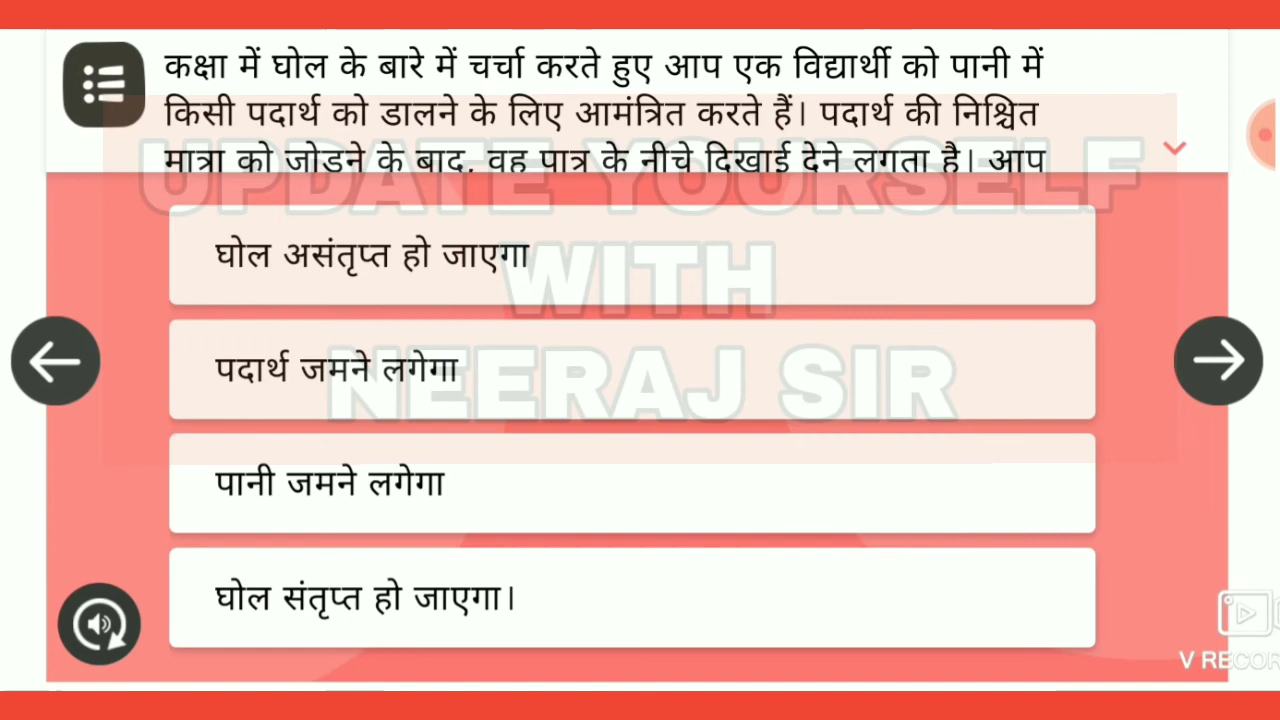 कक्षा में घोल के बारे में चर्चा करते हुए आप एक विद्यार्थी को पानी में
किसी पदार्थ को डालने के लिए आमंत्रित करते हैं। पदार्थ की निश्चित
मात्रा को जोड़ने के बाद, वह पात्र के नीचे दिखाई देने लगता है। आप
UPDATE YOURSELF
घोल असंतृप्त हो जाएगा
WITH
पदार्थ जमने लगेगा
NEERAJ SIR
पानी जमने लगेगा
घोल संतृप्त हो जाएगा।
V RECOR